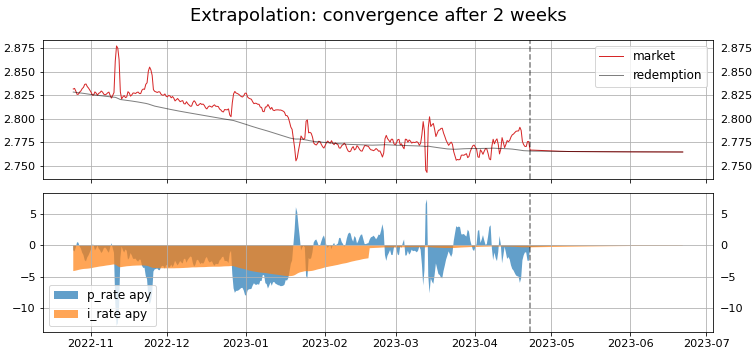 Extrapolation: convergence after 2 weeks
2.875 2.875
2.850 2.850
2.825 2.825
2.800 2.800
2.775 2.775
2.750 2.750
market
redemption
5 5
0 0
−5 −5
−10 −10
p_rate apy
i_rate apy
2022-11 2022-12 2023-01 2023-02 2023-03 2023-04 2023-05 2023-06 2023-07